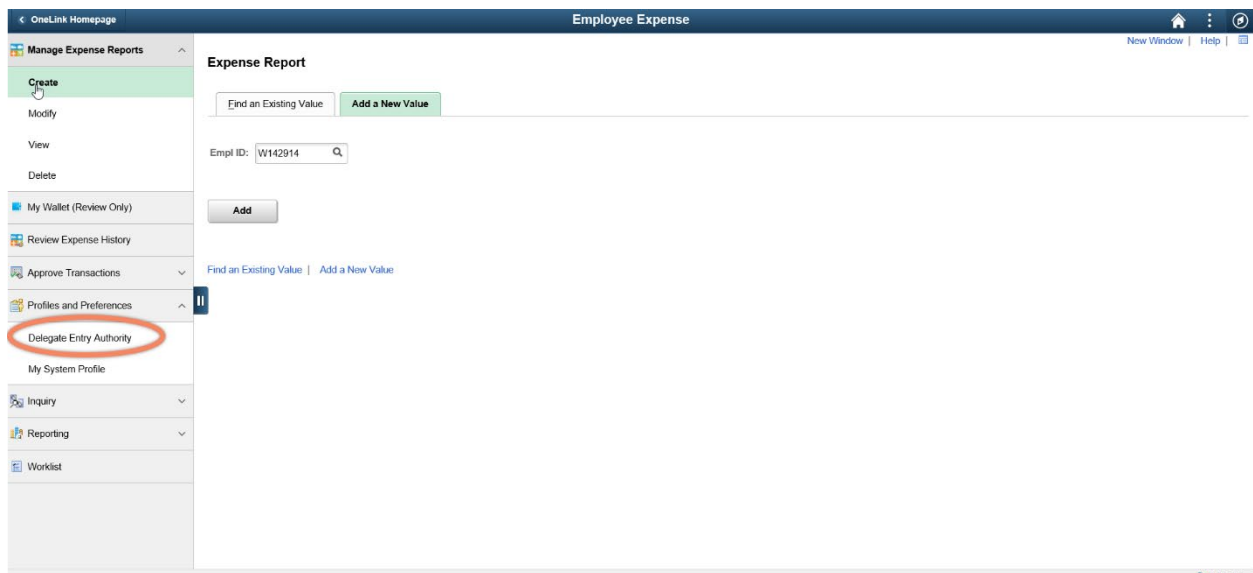 OneLink Homepage
Employee Expense
New Window | Help |
Manage Expense Reports
Create
Modify
View
Delete
My Wallet (Review Only)
Review Expense History
Approve Transactions
Profiles and Preferences
Delegate Entry Authority
My System Profile
Inquiry
Reporting
Worklist
Expense Report
Find an Existing Value
Add a New Value
Empl ID: W142914
Add
Find an Existing Value | Add a New Value